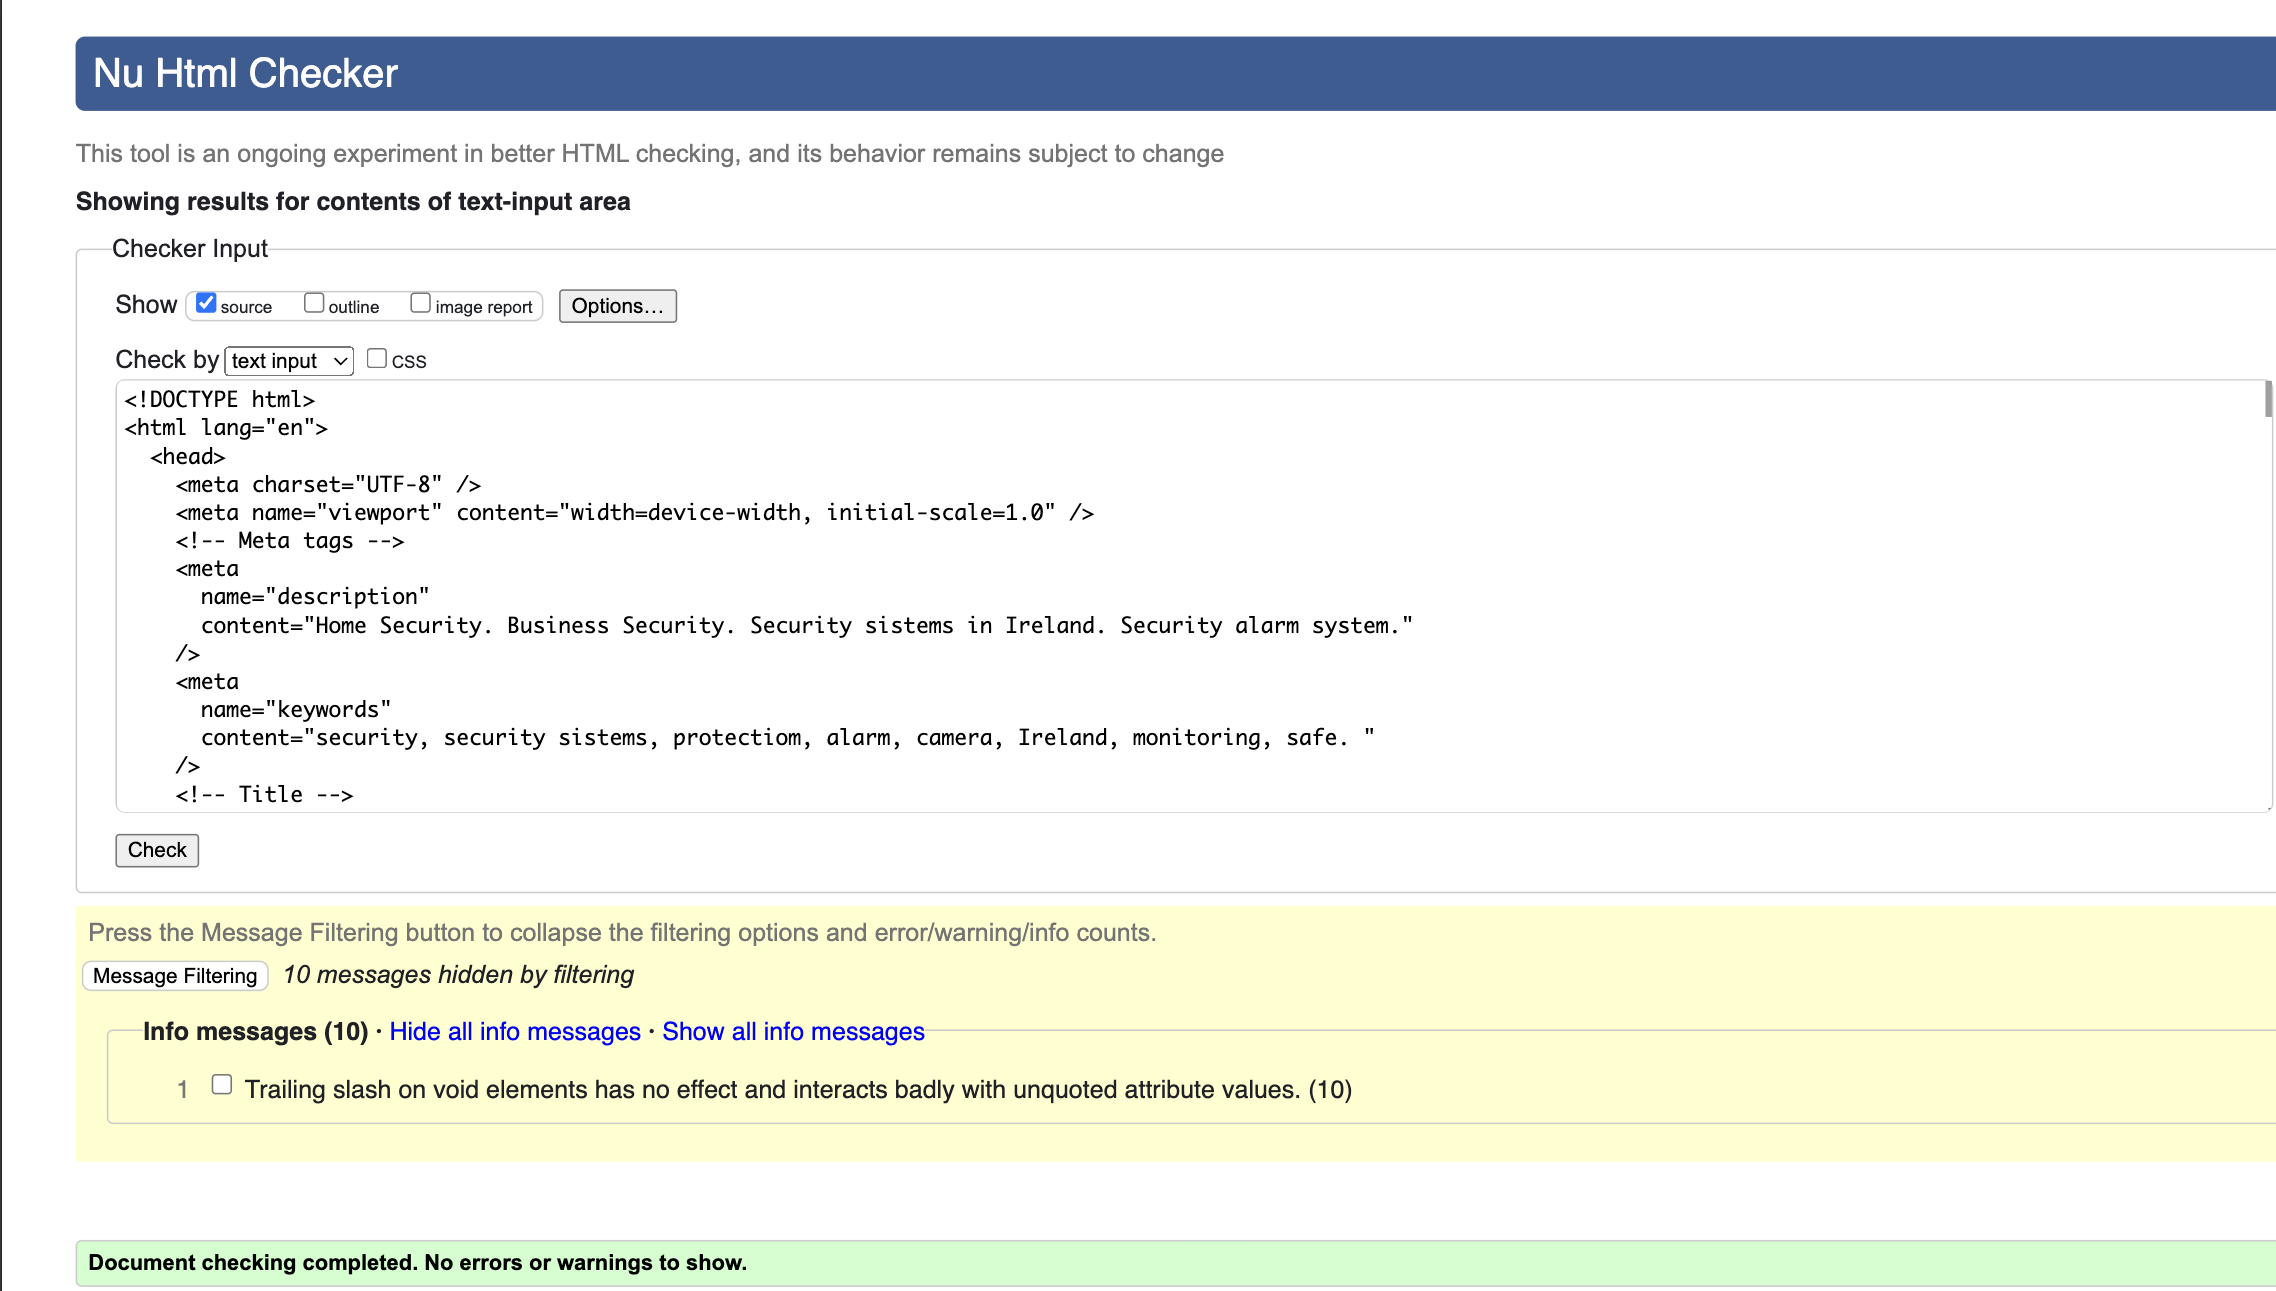 Nu Html Checker
This tool is an ongoing experiment in better HTML checking, and its behavior remains subject to change
Showing results for contents of text-input area
Checker Input
Show source outline image report Options...
Check by text input CSS
<!DOCTYPE html>
<html lang="en">
  <head>
    <meta charset="UTF-8" />
    <meta name="viewport" content="width=device-width, initial-scale=1.0" />
    <!-- Meta tags -->
    <meta
      name="description"
      content="Home Security. Business Security. Security sistems in Ireland. Security alarm system."
    />
    <meta
      name="keywords"
      content="security, security sistems, protectiom, alarm, camera, Ireland, monitoring, safe. "
    />
    <!-- Title -->
Check
Press the Message Filtering button to collapse the filtering options and error/warning/info counts.
Message Filtering 10 messages hidden by filtering
Info messages (10) · Hide all info messages · Show all info messages
1 Trailing slash on void elements has no effect and interacts badly with unquoted attribute values. (10)
Document checking completed. No errors or warnings to show.